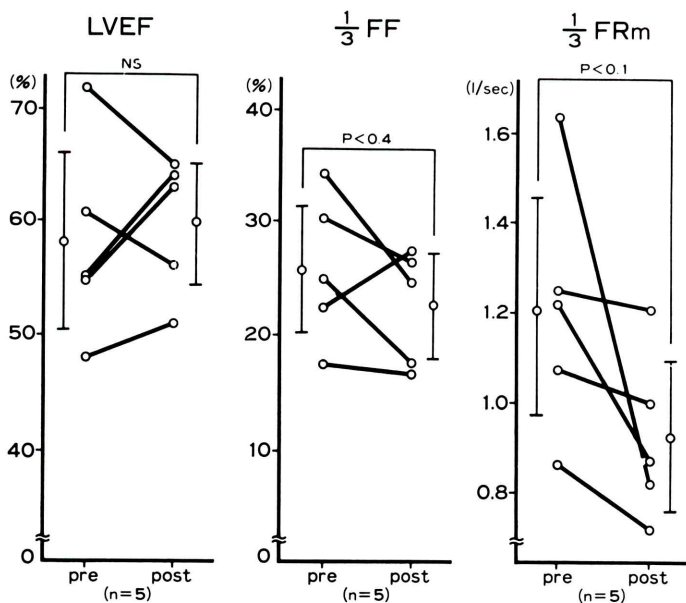 LVEF
NS
(%)
70
60
50
40
0
pre
post
(n=5)
1/3 FF
(%)
40
P<0.4
30
20
10
0
pre
post
(n=5)
1/3 FRm
P<0.1
(l/sec)
1.6
1.4
1.2
1.0
0.8
pre
post
(n=5)